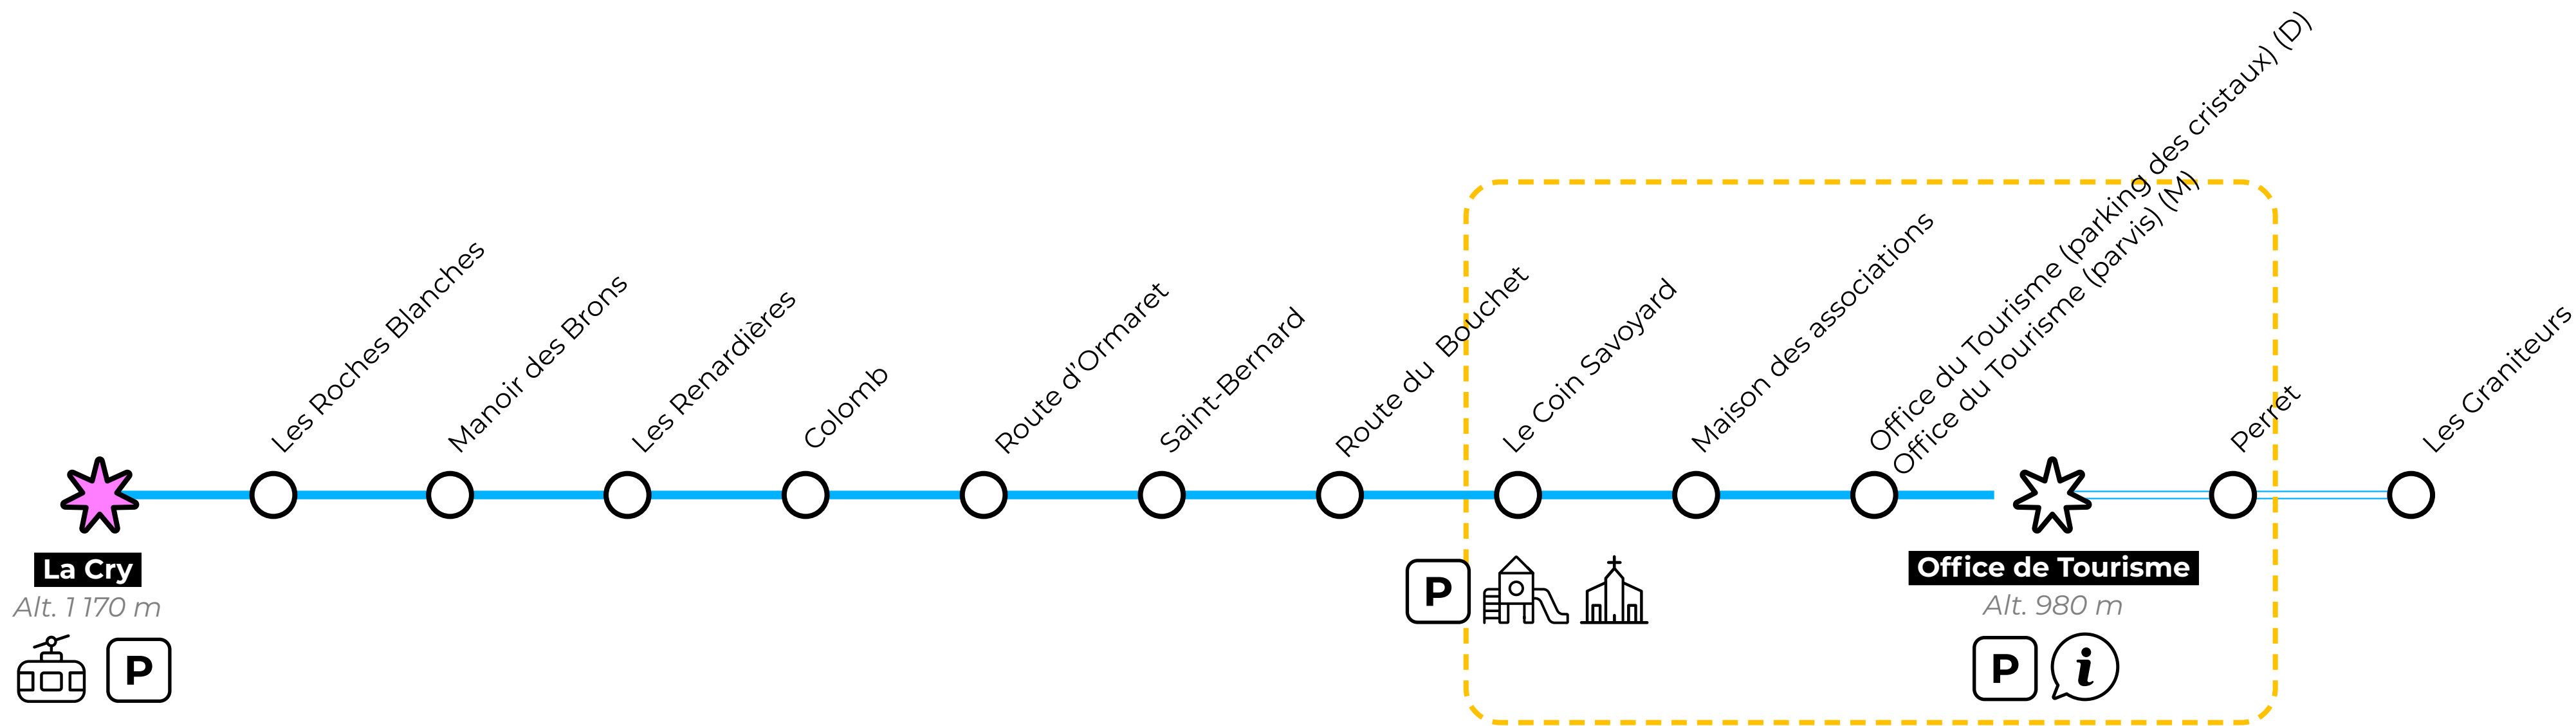 Les Roches Blanches
Manoir des Brons
Les Renardières
Colomb
Route d'Ormaret
Saint-Bernard
Route du  Bouchet
Le Coin Savoyard
Maison des associations
Office du Tourisme (parking des cristaux) (D)
Office du Tourisme (parvis) (M)
Perret
Les Graniteurs
La Cry
Alt. 1 170 m
P
P
Office de Tourisme
Alt. 980 m
P
i